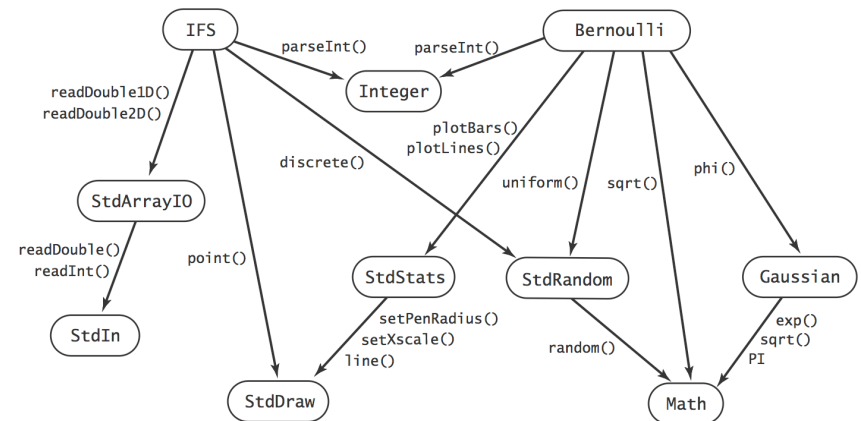 IFS
Bernoulli
parseInt()
parseInt()
Integer
readDouble1D()
readDouble2D()
plotBars()
plotLines()
discrete()
uniform()
sqrt()
phi()
StdArrayIO
readDouble()
readInt()
point()
StdStats
StdRandom
Gaussian
setPenRadius()
setXscale()
line()
exp()
sqrt()
PI
random()
StdIn
StdDraw
Math